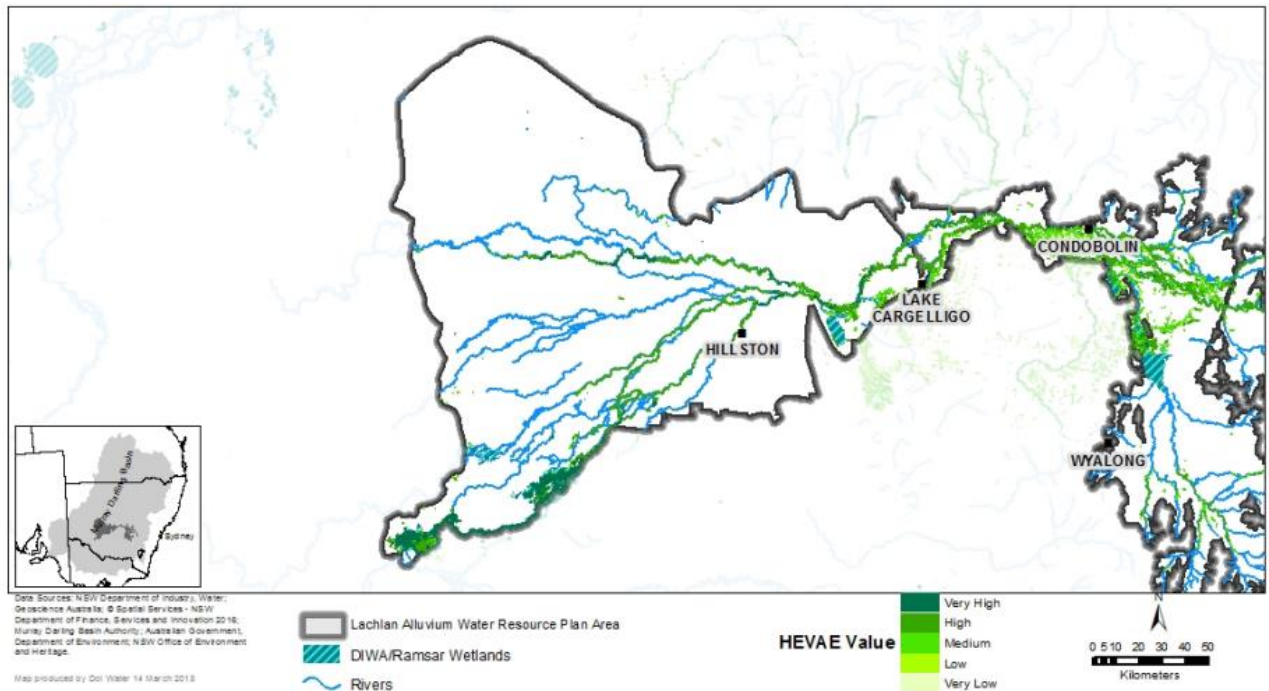 CONDOBOLIN
LAKE
CARGELLIGO
HILLSTON
WYALONG
Murray Darling Basin
Sydney
Data Sources: NSW Department of Industry, Water;
Geoscience Australia; © Spatial Services - NSW
Department of Finance, Services and Innovation 2016;
Murray Darling Basin Authority; Australian Government,
Department of Environment; NSW Office of Environment
and Heritage.
Map produced by DoI Water 14 March 2018
Lachlan Alluvium Water Resource Plan Area
DIWA/Ramsar Wetlands
Rivers
HEVAE Value
Very High
High
Medium
Low
Very Low
N
0 5 10 20 30 40 50
Kilometers